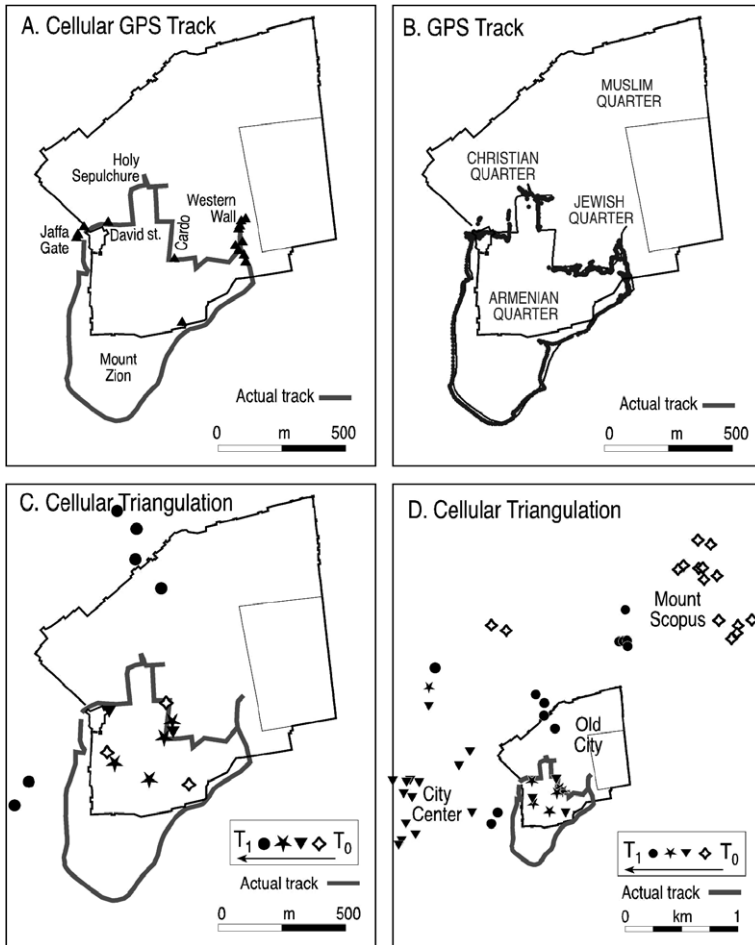 A. Cellular GPS Track
Holy
Sepulchure
Western
Wall
Jaffa
Gate
David st.
Cardo
Mount
Zion
Actual track
0 m 500
B. GPS Track
MUSLIM
QUARTER
CHRISTIAN
QUARTER
JEWISH
QUARTER
ARMENIAN
QUARTER
Actual track
0 m 500
C. Cellular Triangulation
T1 T0
Actual track
0 m 500
D. Cellular Triangulation
Mount
Scopus
Old
City
City
Center
T1 T0
Actual track
0 km 1